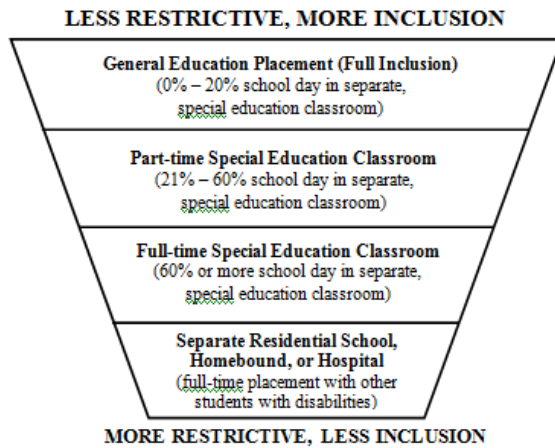 LESS RESTRICTIVE, MORE INCLUSION
General Education Placement (Full Inclusion)
(0% – 20% school day in separate,
special education classroom)
Part-time Special Education Classroom
(21% – 60% school day in separate,
special education classroom)
Full-time Special Education Classroom
(60% or more school day in separate,
special education classroom)
Separate Residential School,
Homebound, or Hospital
(full-time placement with other
students with disabilities)
MORE RESTRICTIVE, LESS INCLUSION